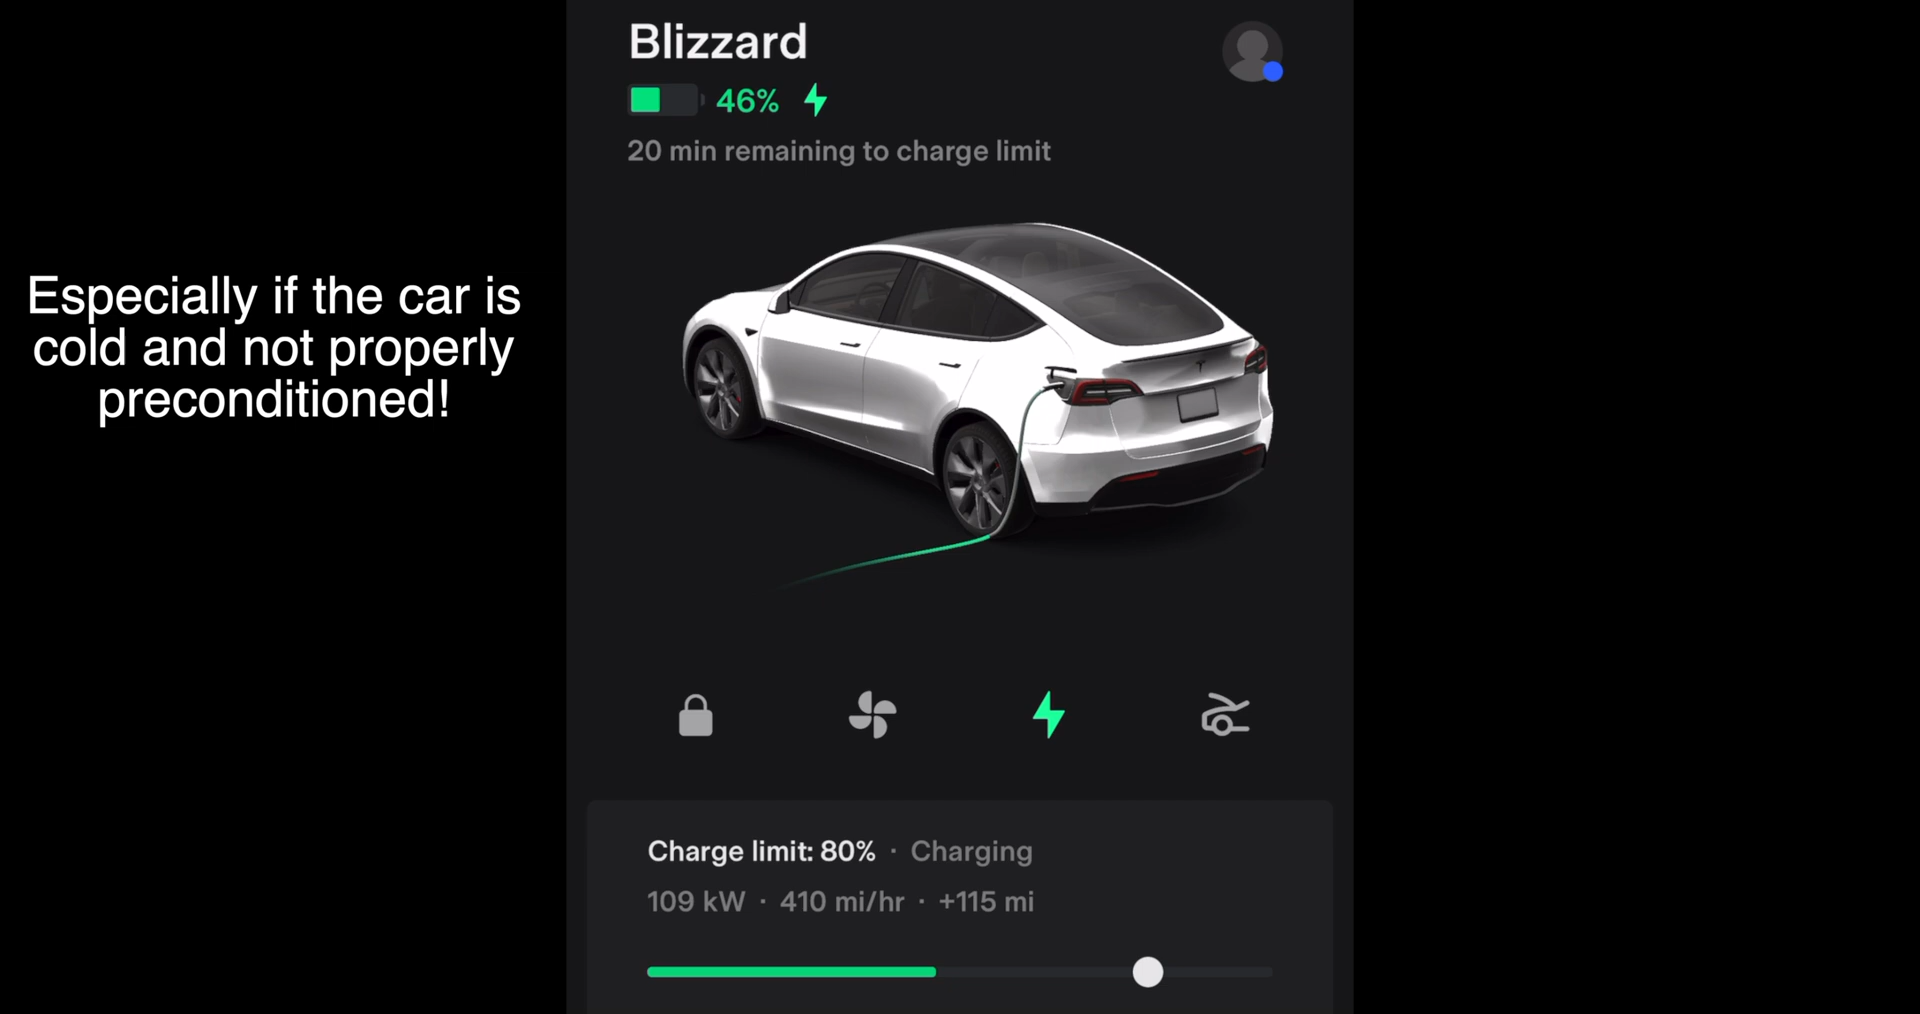 Blizzard
46%
20 min remaining to charge limit
Especially if the car is
cold and not properly
preconditioned!
Charge limit: 80% · Charging
109 kW · 410 mi/hr · +115 mi